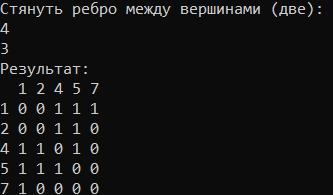 Стянуть ребро между вершинами (две):
4
3
Результат:
  1 2 4 5 7
1 0 0 1 1 1
2 0 0 1 1 0
4 1 1 0 1 0
5 1 1 1 0 0
7 1 0 0 0 0